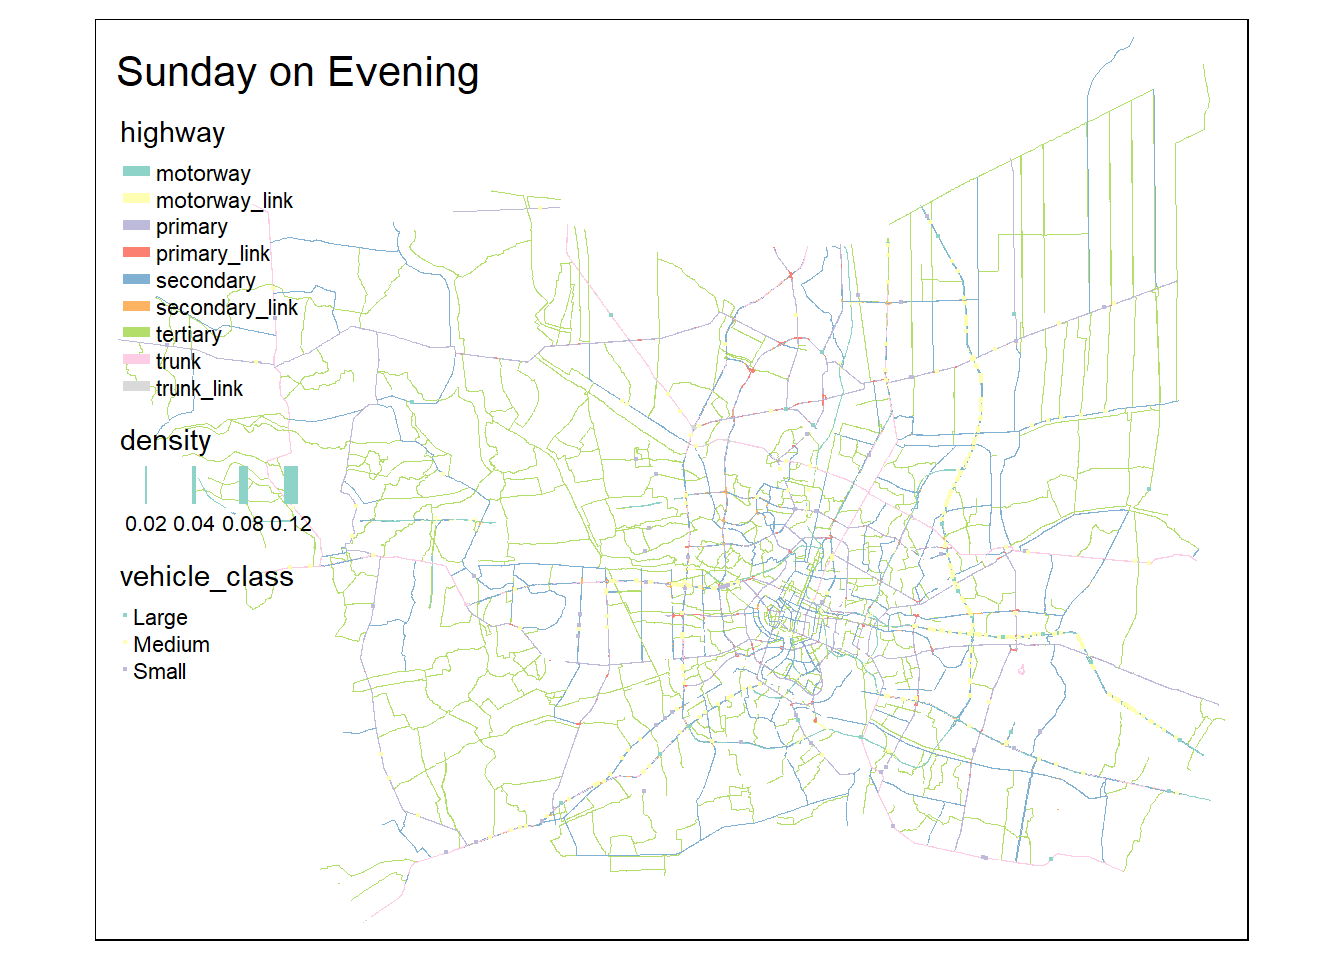 Sunday on Evening
highway
motorway
motorway_link
primary
primary_link
secondary
secondary_link
tertiary
trunk
trunk_link
density
0.02 0.04 0.08 0.12
vehicle_class
Large
Medium
Small